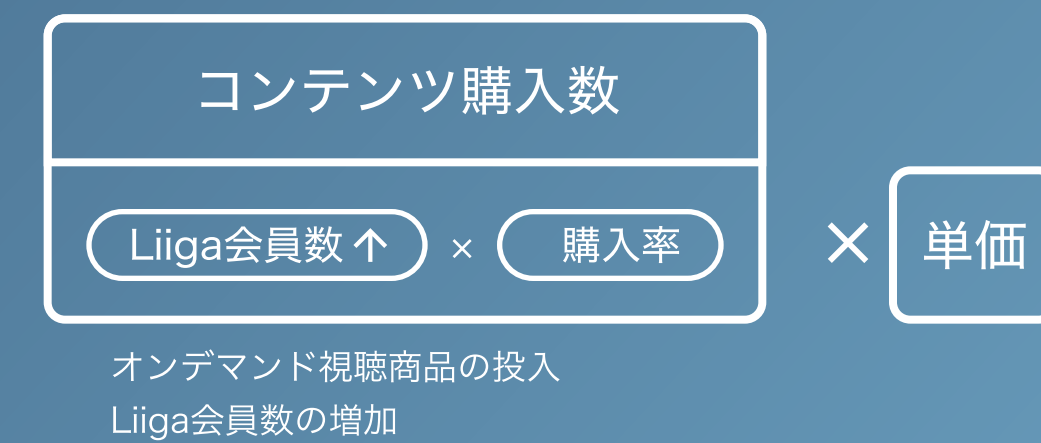 コンテンツ購入数
Liiga会員数↑ × 購入率
× 単価
オンデマンド視聴商品の投入
Liiga会員数の増加